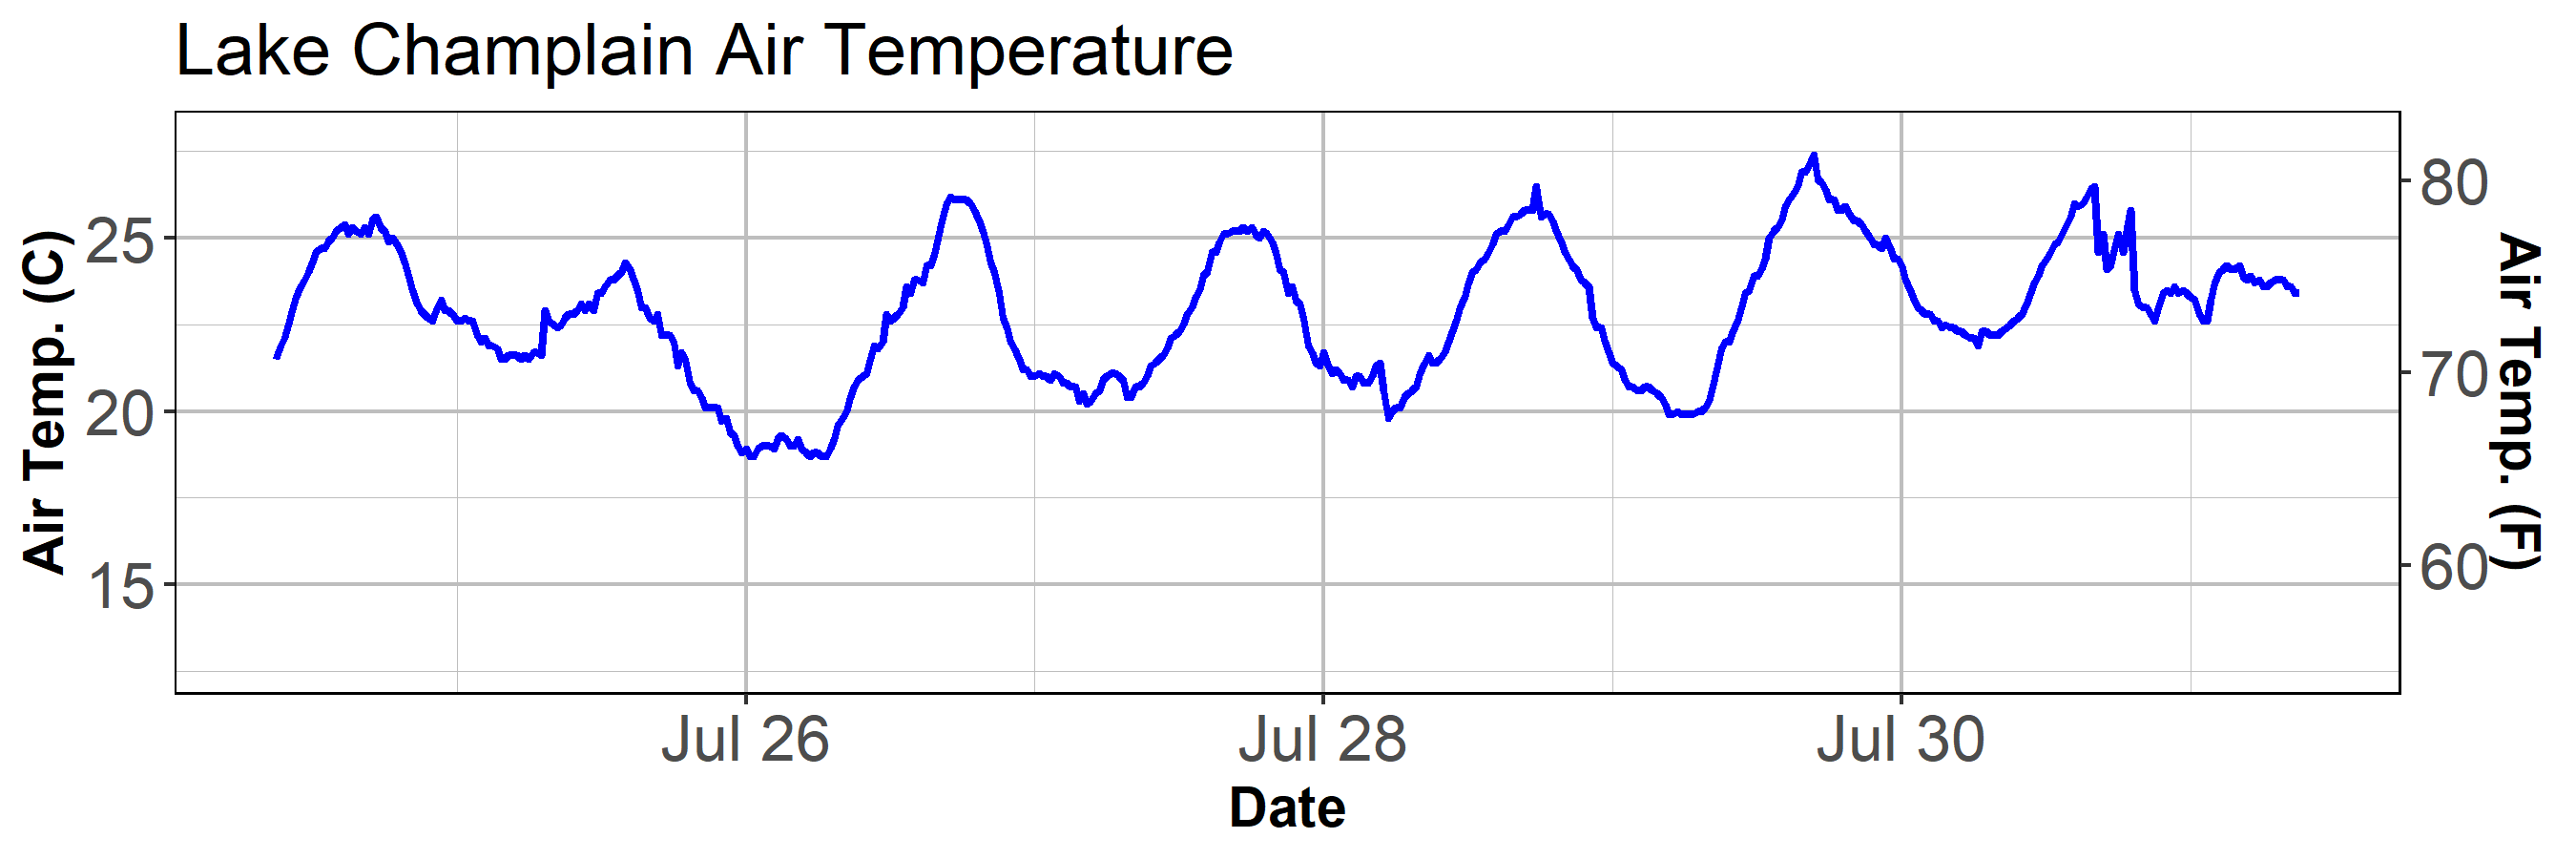 Lake Champlain Air Temperature
Air Temp. (C)
25
20
15
80
70
60
Air Temp. (F)
Jul 26
Jul 28
Jul 30
Date